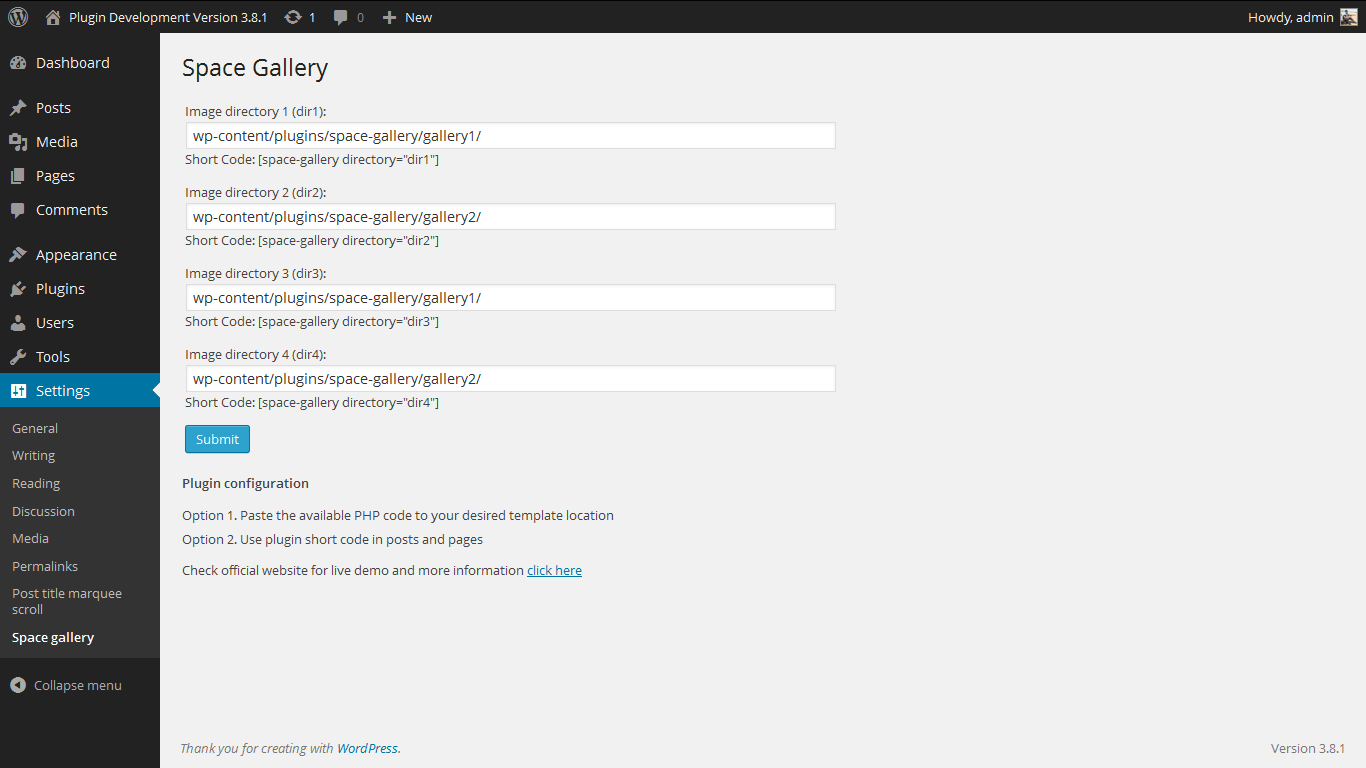 Plugin Development Version 3.8.1 1 0 New Howdy, admin
Dashboard
Posts
Media
Pages
Comments
Appearance
Plugins
Users
Tools
Settings
General
Writing
Reading
Discussion
Media
Permalinks
Post title marquee
scroll
Space gallery
Collapse menu
Space Gallery
Image directory 1 (dir1):
wp-content/plugins/space-gallery/gallery1/
Short Code: [space-gallery directory="dir1"]
Image directory 2 (dir2):
wp-content/plugins/space-gallery/gallery2/
Short Code: [space-gallery directory="dir2"]
Image directory 3 (dir3):
wp-content/plugins/space-gallery/gallery1/
Short Code: [space-gallery directory="dir3"]
Image directory 4 (dir4):
wp-content/plugins/space-gallery/gallery2/
Short Code: [space-gallery directory="dir4"]
Submit
Plugin configuration
Option 1. Paste the available PHP code to your desired template location
Option 2. Use plugin short code in posts and pages
Check official website for live demo and more information click here
Thank you for creating with WordPress. Version 3.8.1